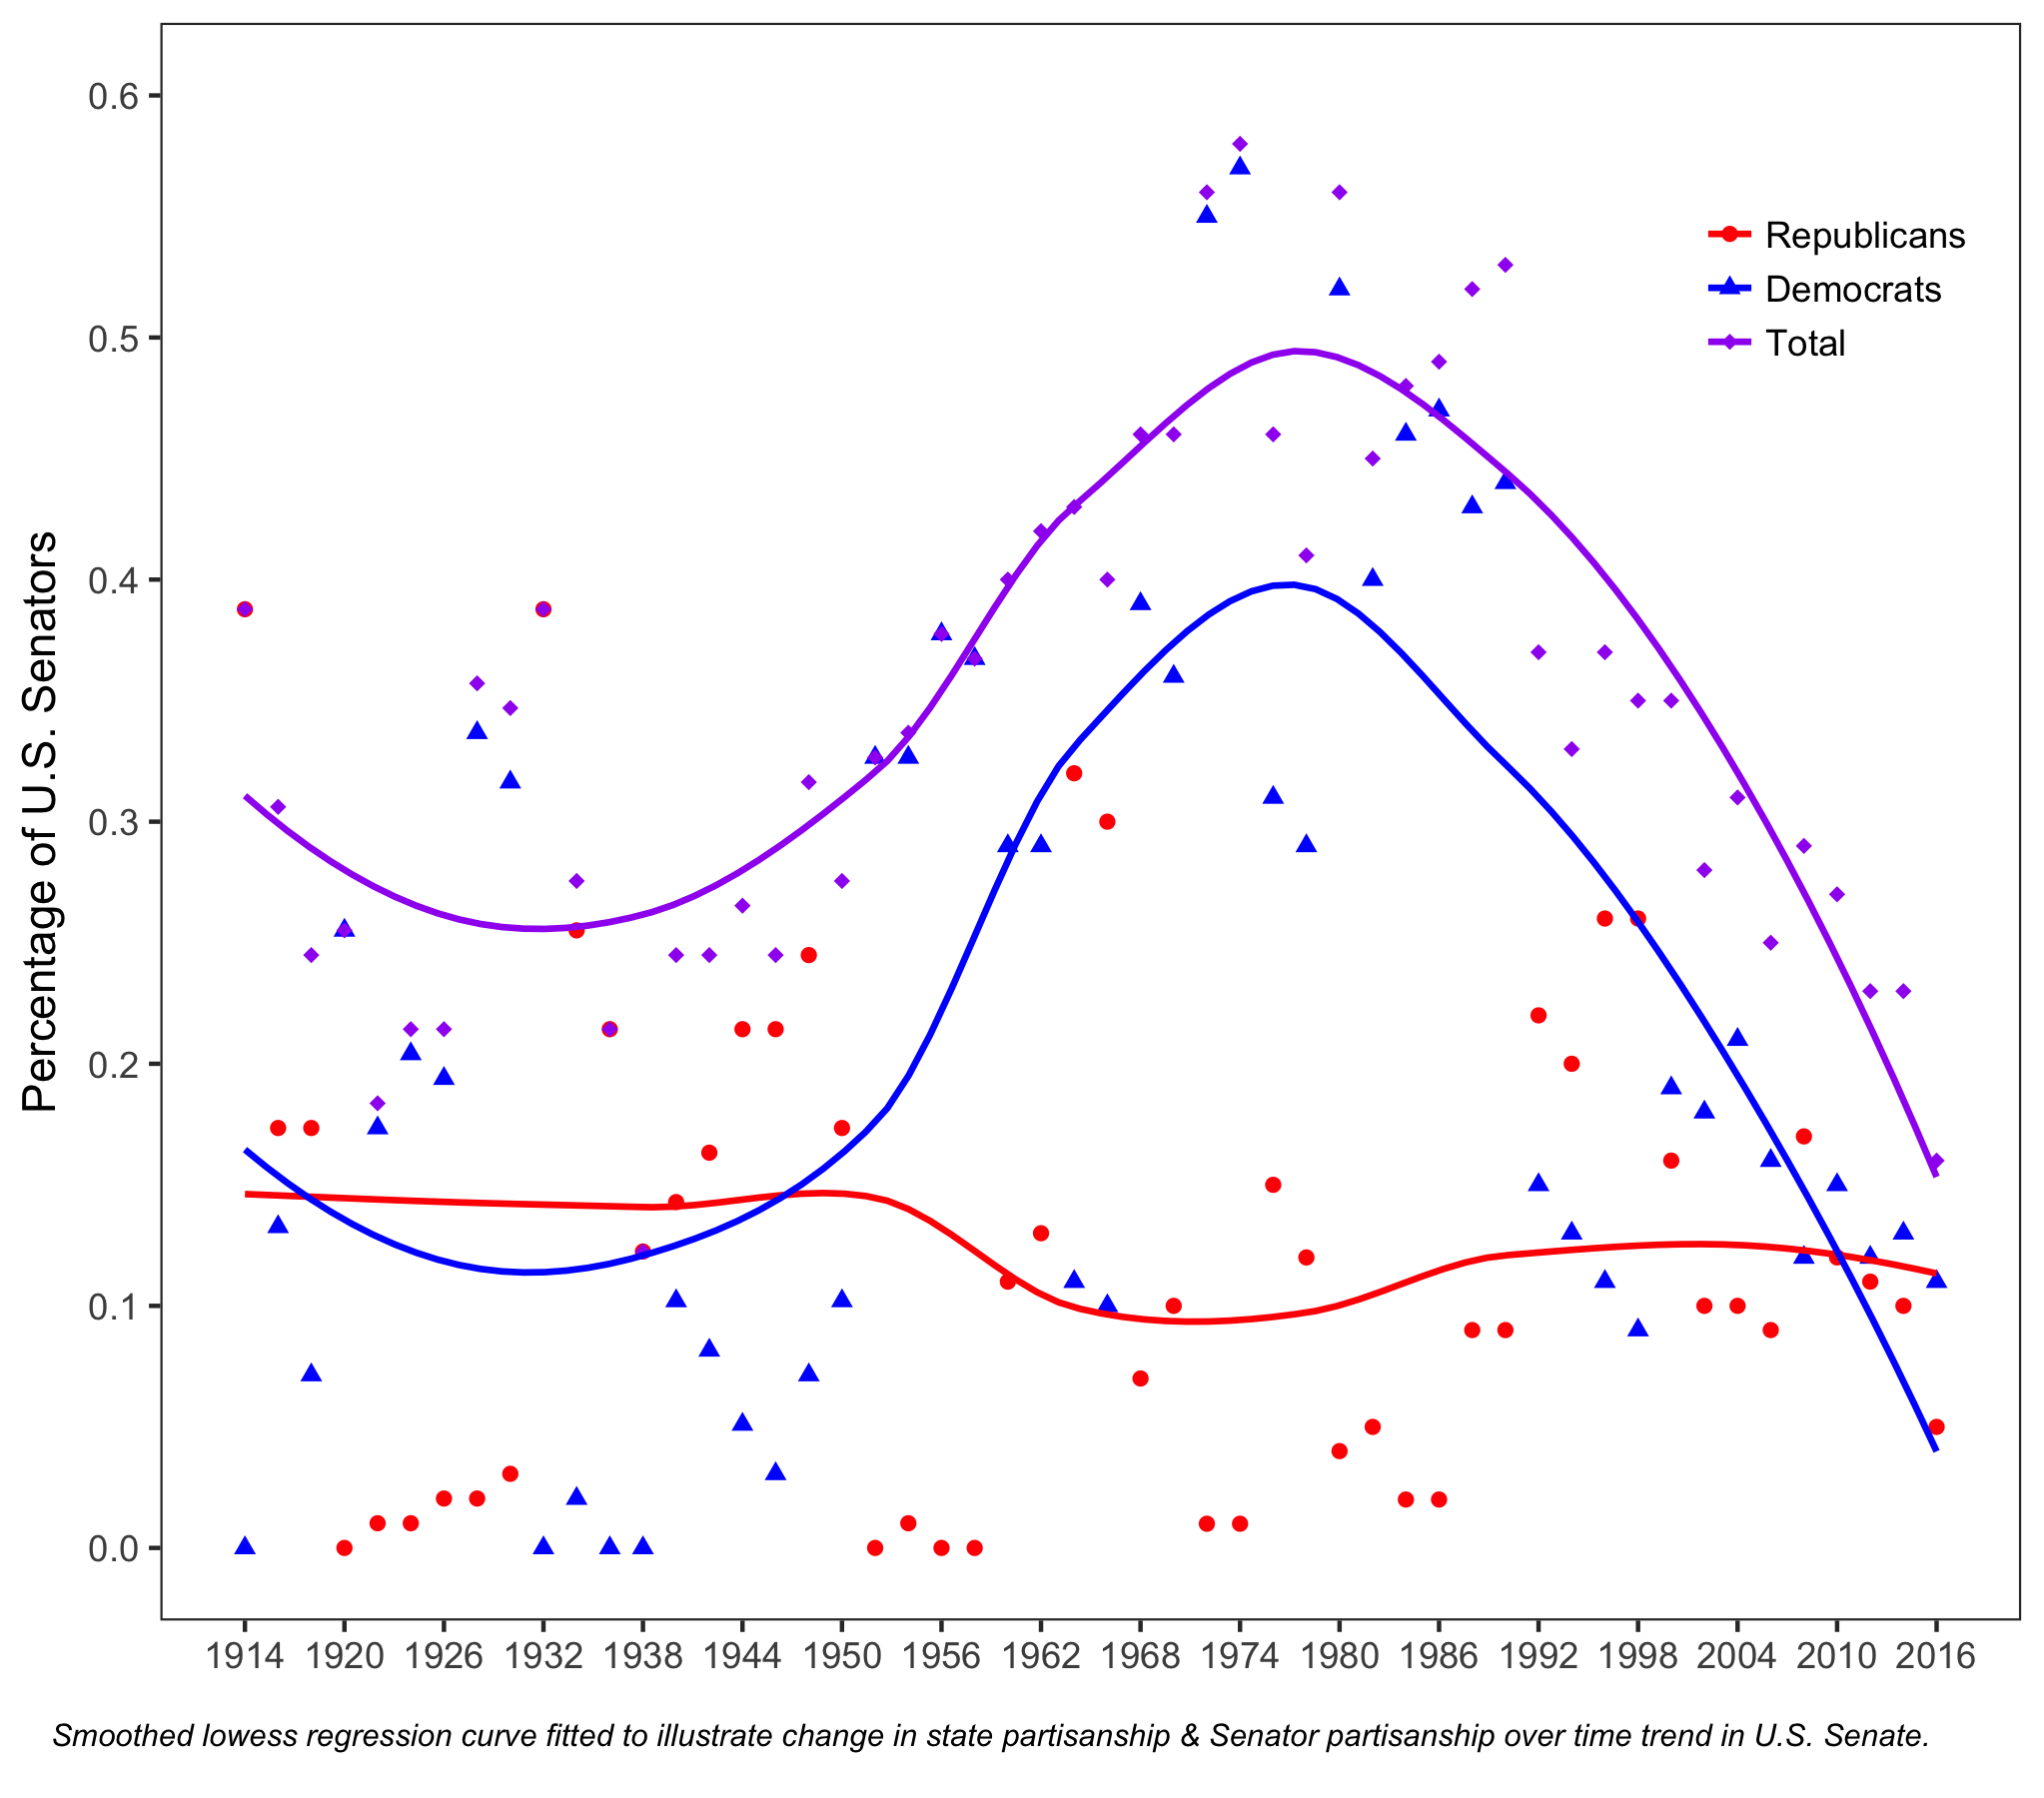 0.6
0.5
0.4
0.3
0.2
0.1
0.0
Percentage of U.S. Senators
Republicans
Democrats
Total
1914 1920 1926 1932 1938 1944 1950 1956 1962 1968 1974 1980 1986 1992 1998 2004 2010 2016
Smoothed lowess regression curve fitted to illustrate change in state partisanship & Senator partisanship over time trend in U.S. Senate.